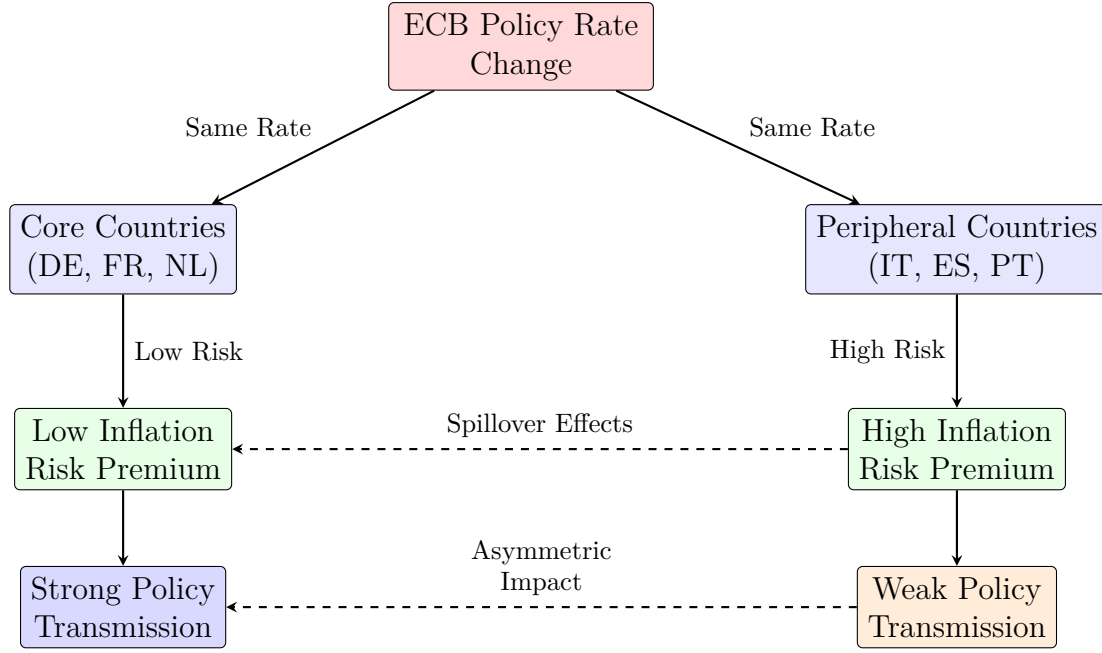 ECB Policy Rate
Change
Same Rate
Same Rate
Core Countries
(DE, FR, NL)
Peripheral Countries
(IT, ES, PT)
Low Risk
High Risk
Low Inflation
Risk Premium
Spillover Effects
High Inflation
Risk Premium
Strong Policy
Transmission
Asymmetric
Impact
Weak Policy
Transmission